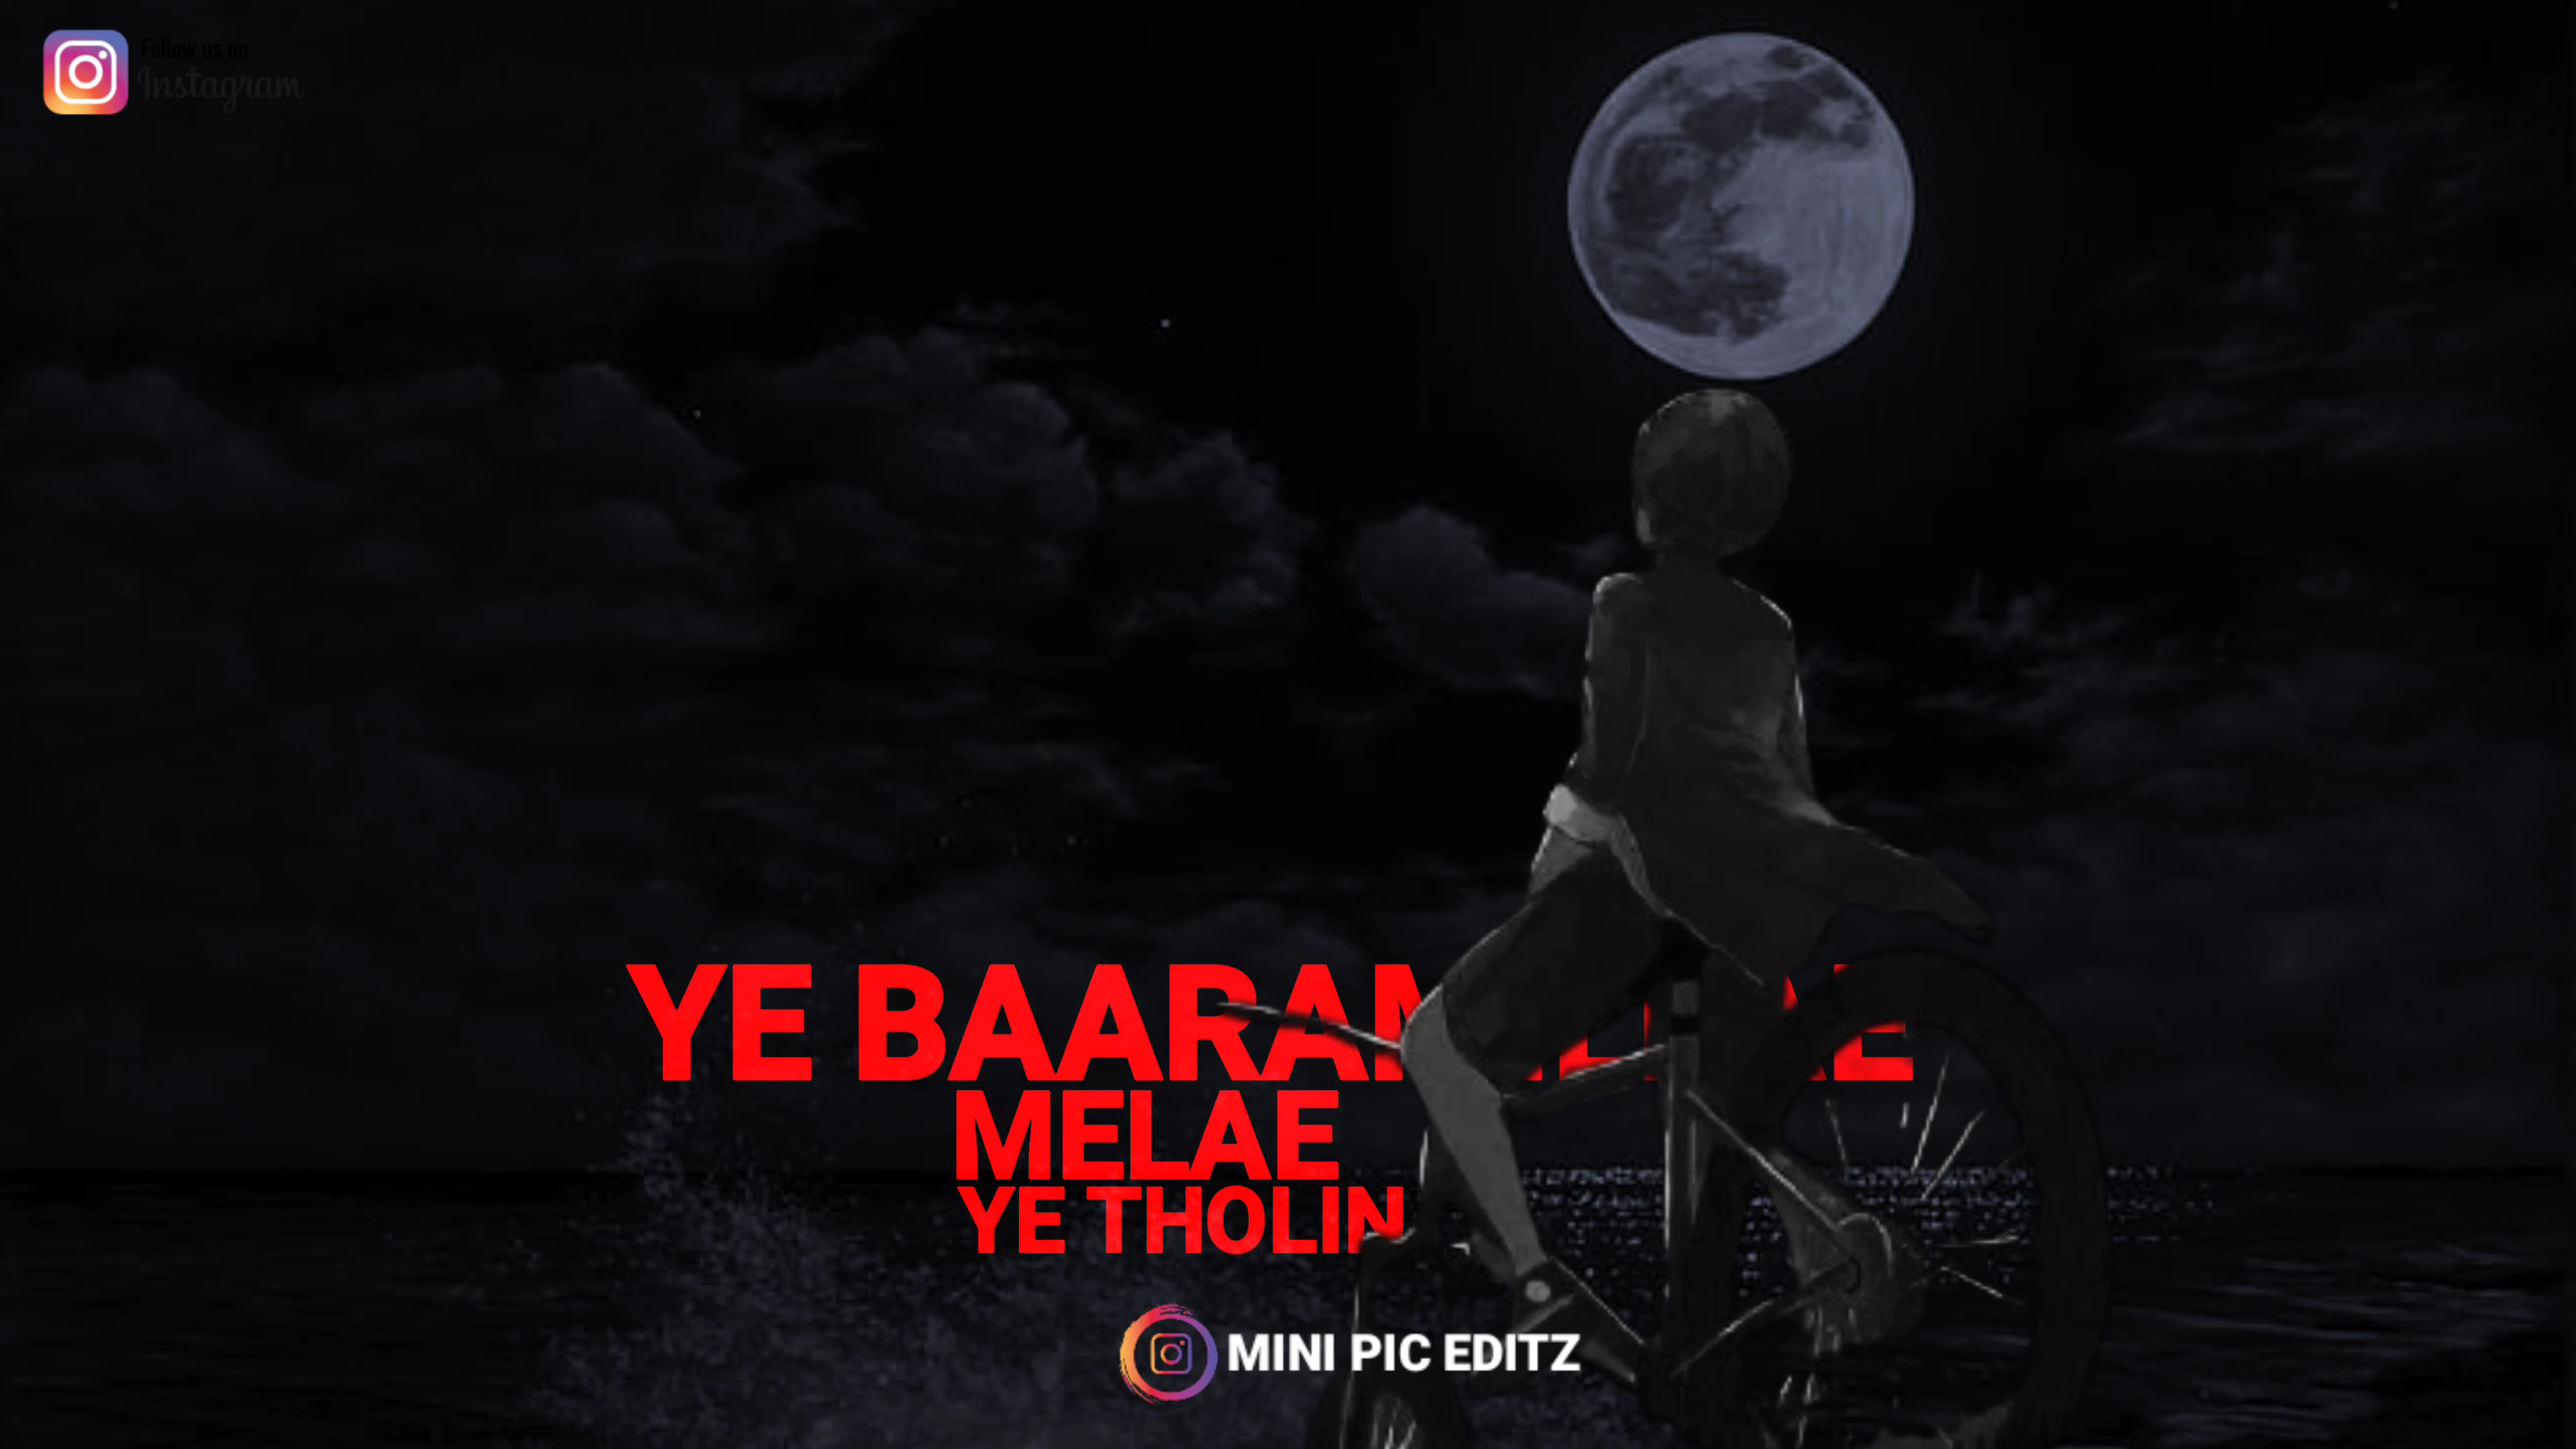 Follow us on
Instagram
YE BAARAM
MELAE
YE THOLIN
MINI PIC EDITZ